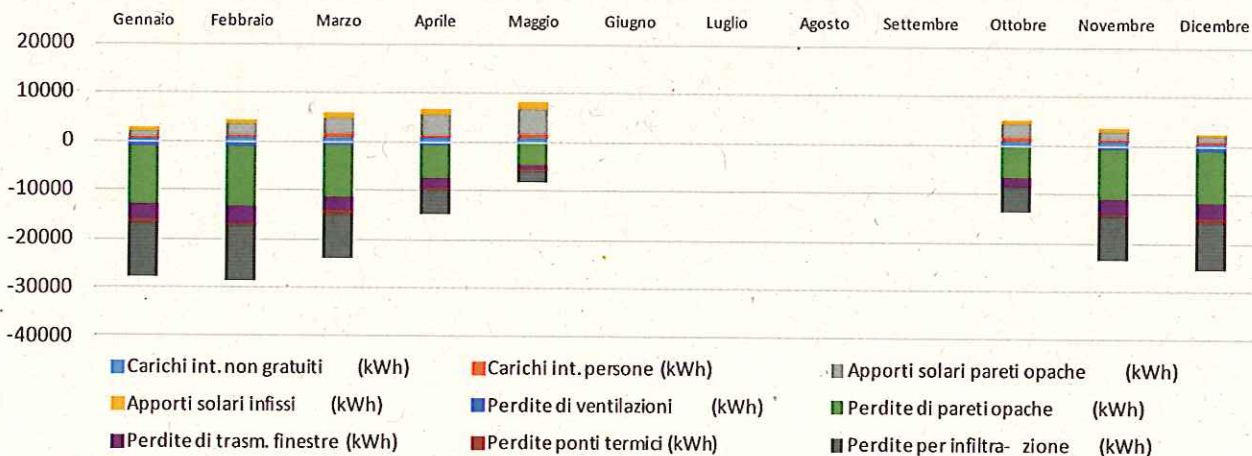 Gennaio Febbraio Marzo Aprile Maggio Giugno Luglio Agosto Settembre Ottobre Novembre Dicembre
20000
10000
0
-10000
-20000
-30000
-40000
Carichi int. non gratuiti (kWh) Carichi int. persone (kWh) Apporti solari pareti opache (kWh)
Apporti solari infissi (kWh) Perdite di ventilazioni (kWh) Perdite di pareti opache (kWh)
Perdite di trasm. finestre (kWh) Perdite ponti termici (kWh) Perdite per infiltra- zione (kWh)